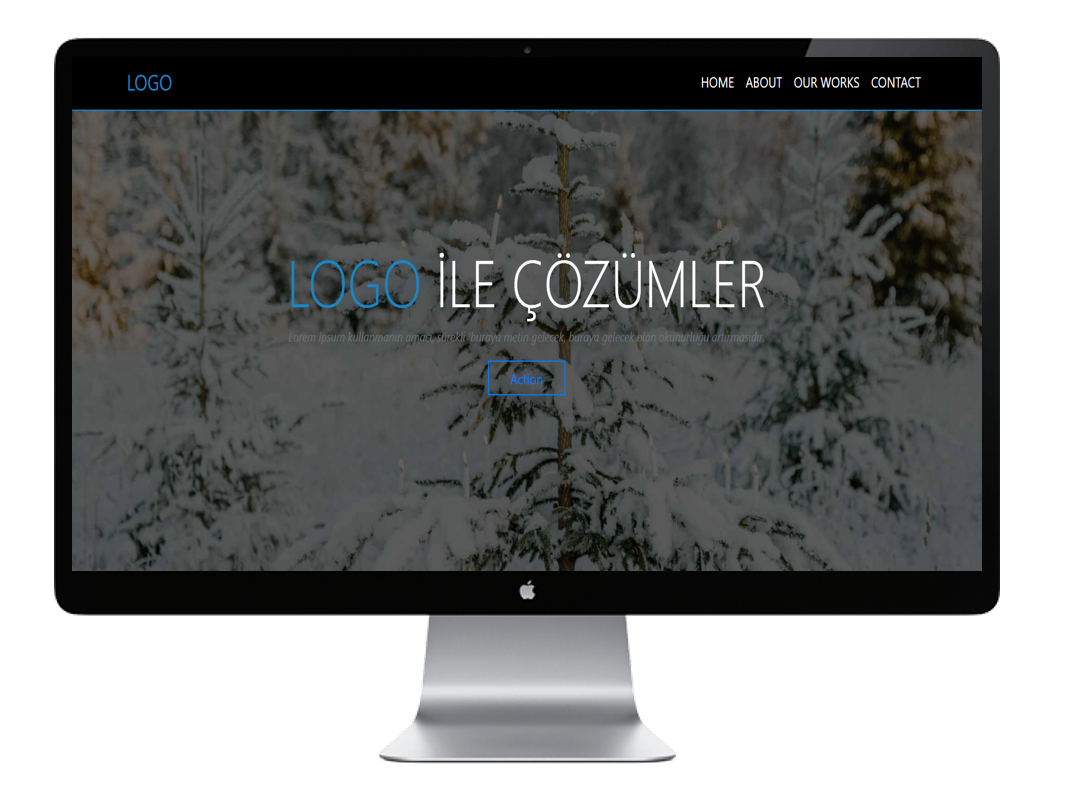 LOGO
HOME ABOUT OUR WORKS CONTACT
LOGO İLE ÇÖZÜMLER
Lorem Ipsum kullanmanın amacı, sürekli 'buraya metin gelecek, buraya gelecek olan okunurluğu artırmasıdır.
Action